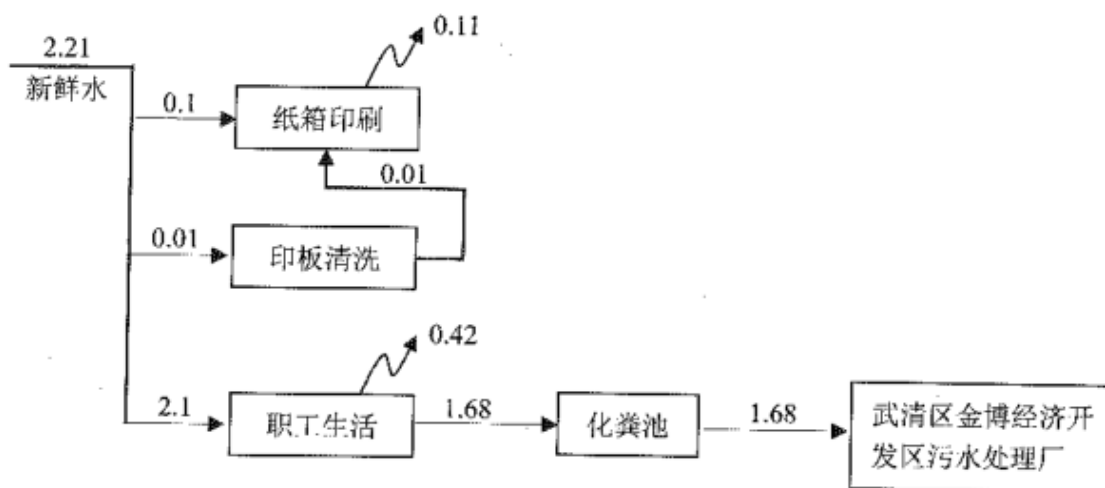 2.21
新鲜水
0.11
0.1
纸箱印刷
0.01
0.01
印板清洗
0.42
2.1
职工生活
1.68
化粪池
1.68
武清区金博经济开
发区污水处理厂